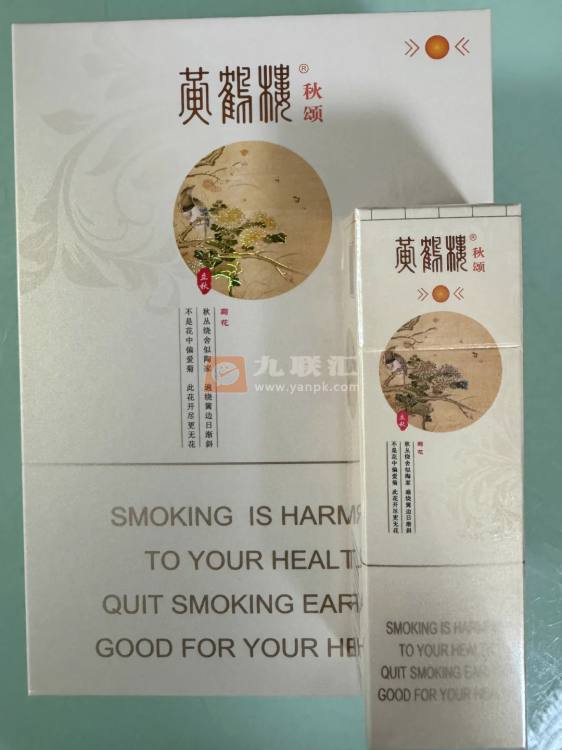 黄鹤楼®
秋颂
立秋
菊花
秋丛绕舍似陶家 遍绕篱边日渐斜
不是花中偏爱菊 此花开尽更无花
九联汇
www.yanpk.com
SMOKING IS HARM
TO YOUR HEALT
QUIT SMOKING EAR
GOOD FOR YOUR HE
黄鹤楼®
秋颂
立秋
菊花
秋丛绕舍似陶家 遍绕篱边日渐斜
不是花中偏爱菊 此花开尽更无花
SMOKING IS HARM
TO YOUR HEALT
QUIT SMOKING EAR
GOOD FOR YOUR HEA